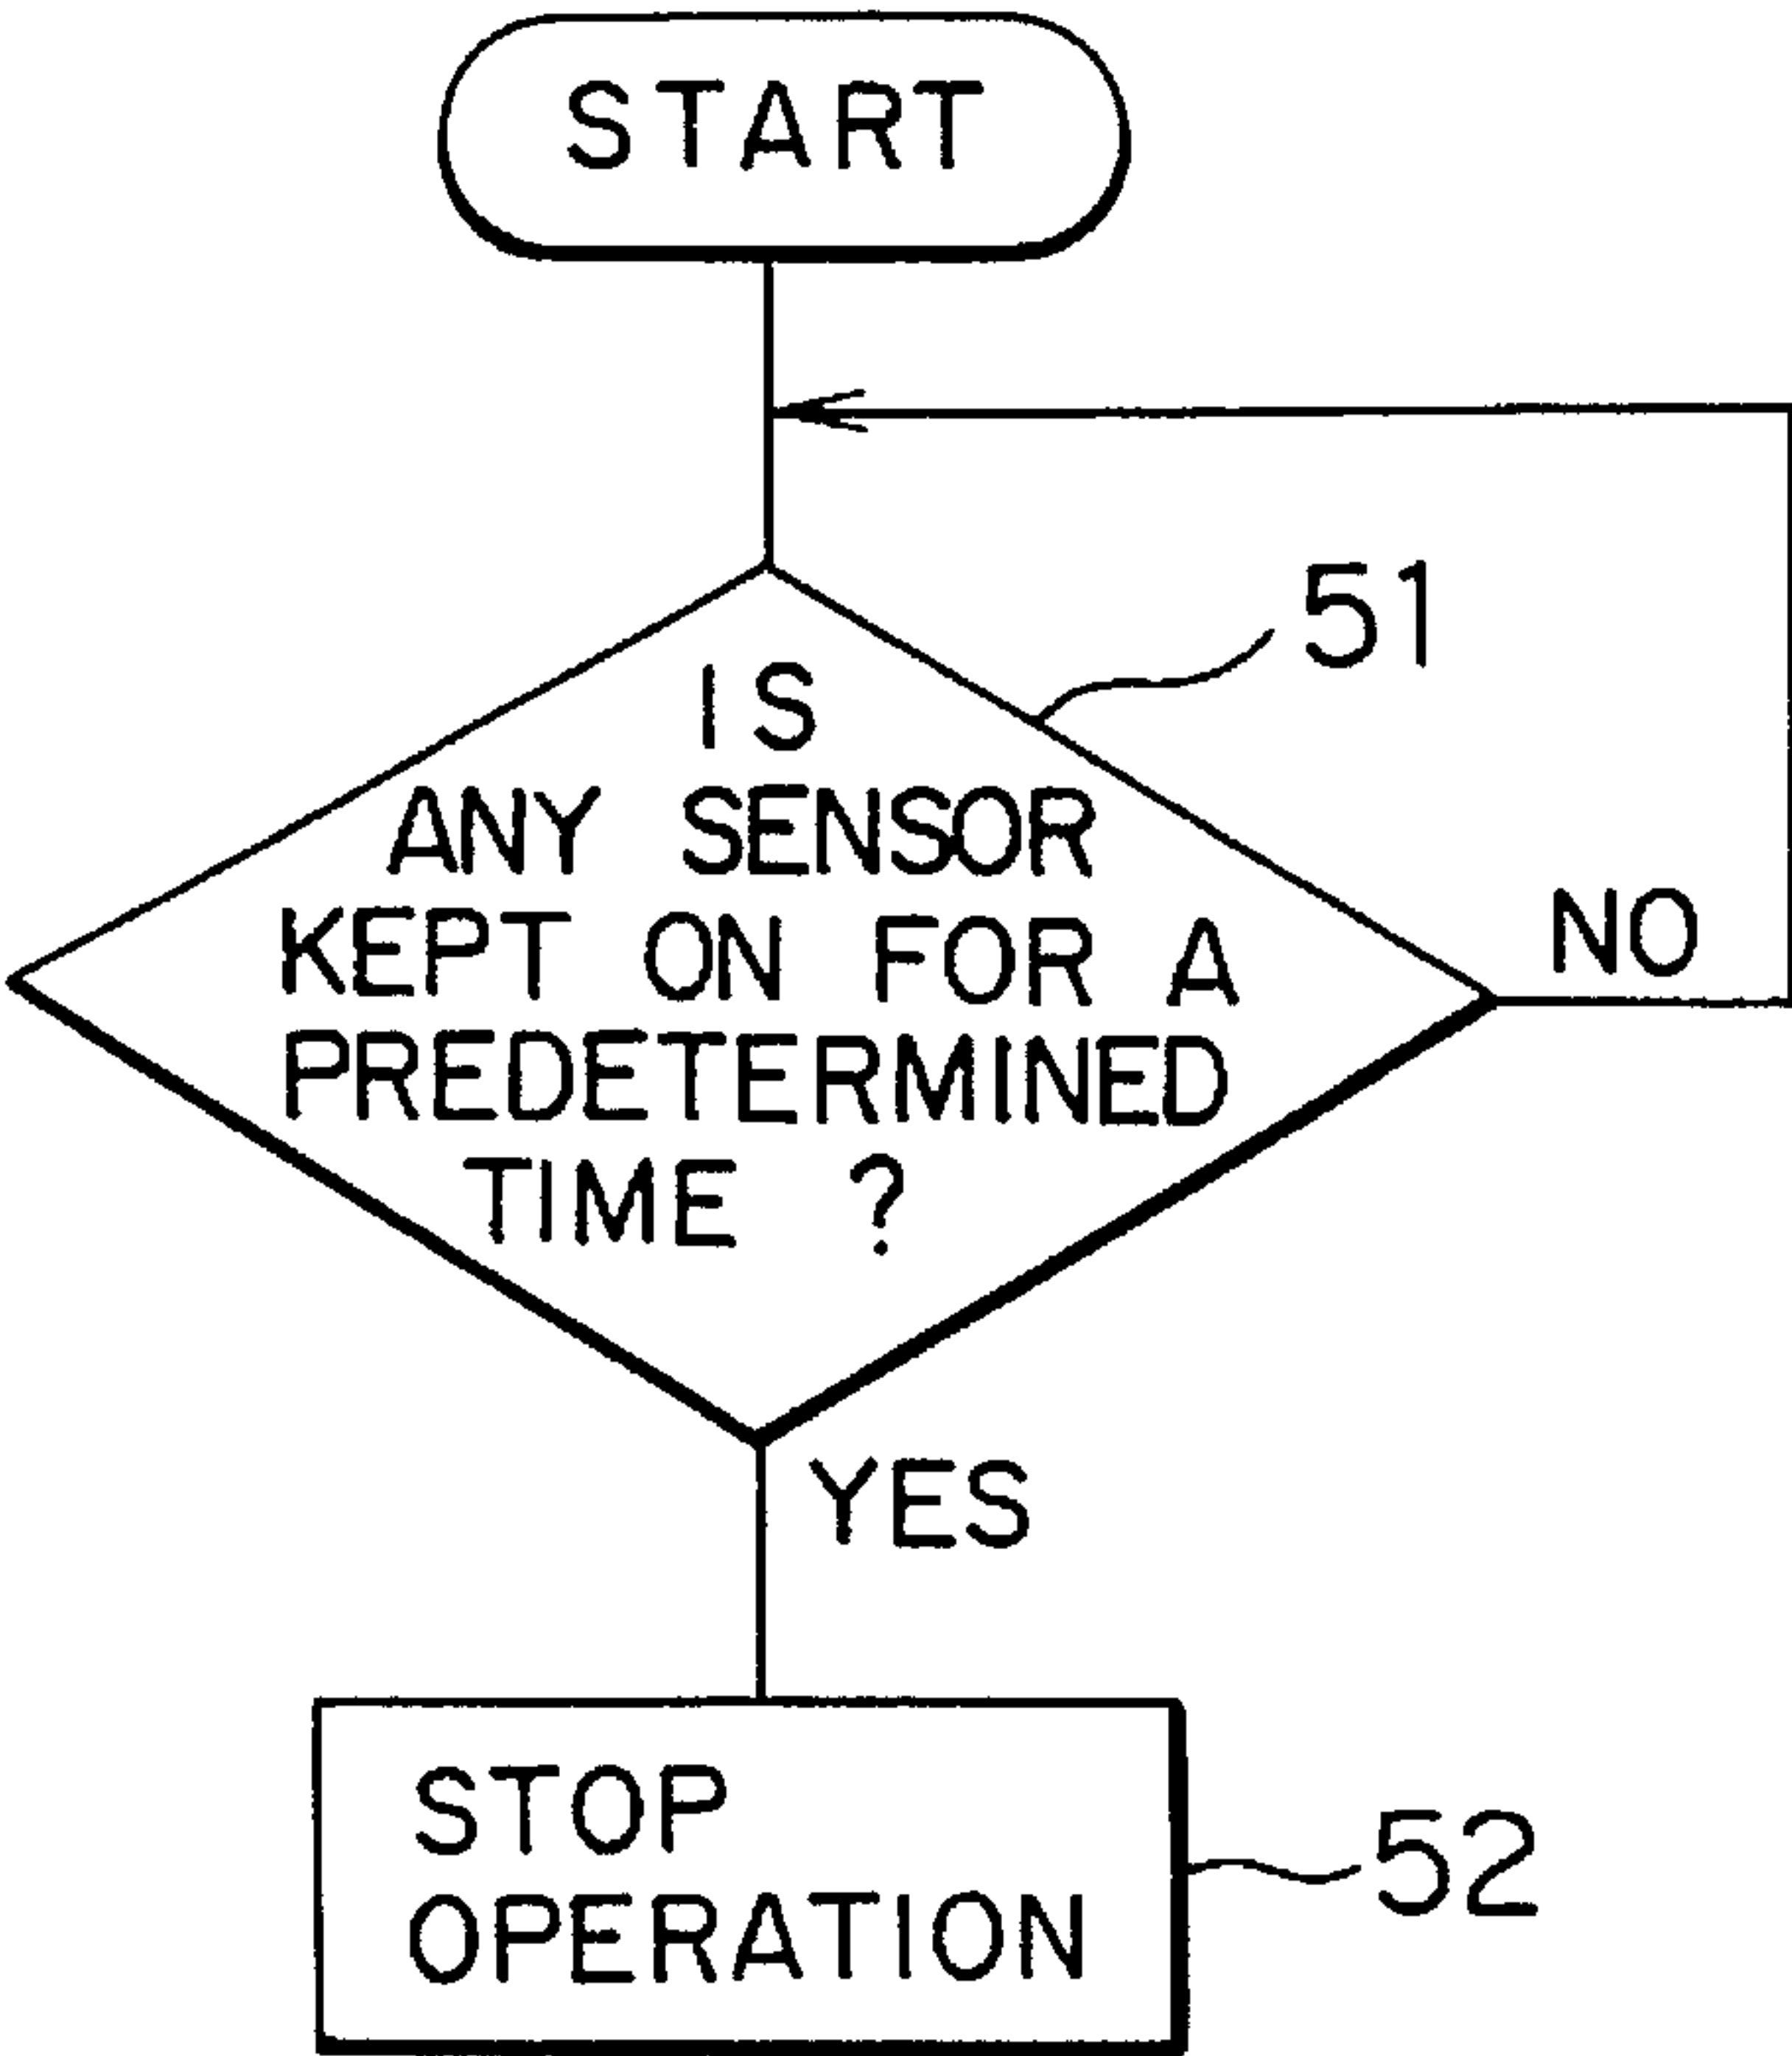 START
51
IS
ANY SENSOR
KEPT ON FOR A
PREDETERMINED
TIME ?
NO
YES
STOP
OPERATION
52